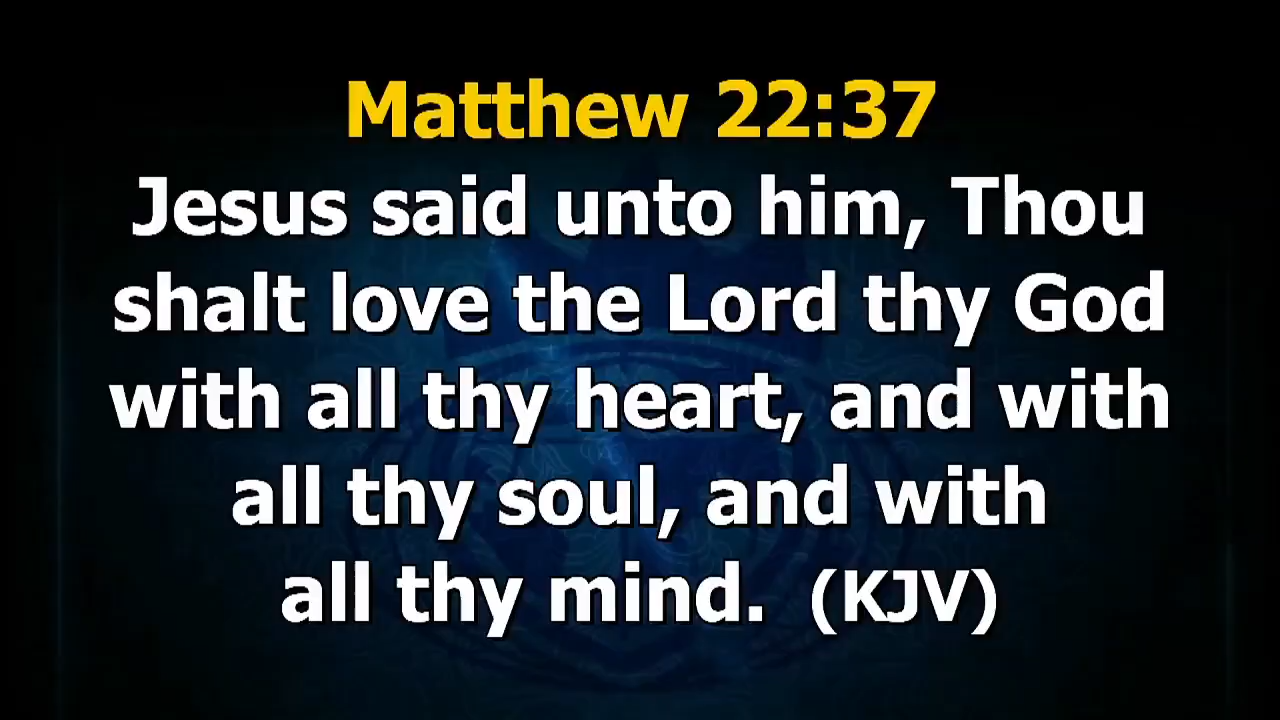 Matthew 22:37
Jesus said unto him, Thou
shalt love the Lord thy God
with all thy heart, and with
all thy soul, and with
all thy mind.  (KJV)